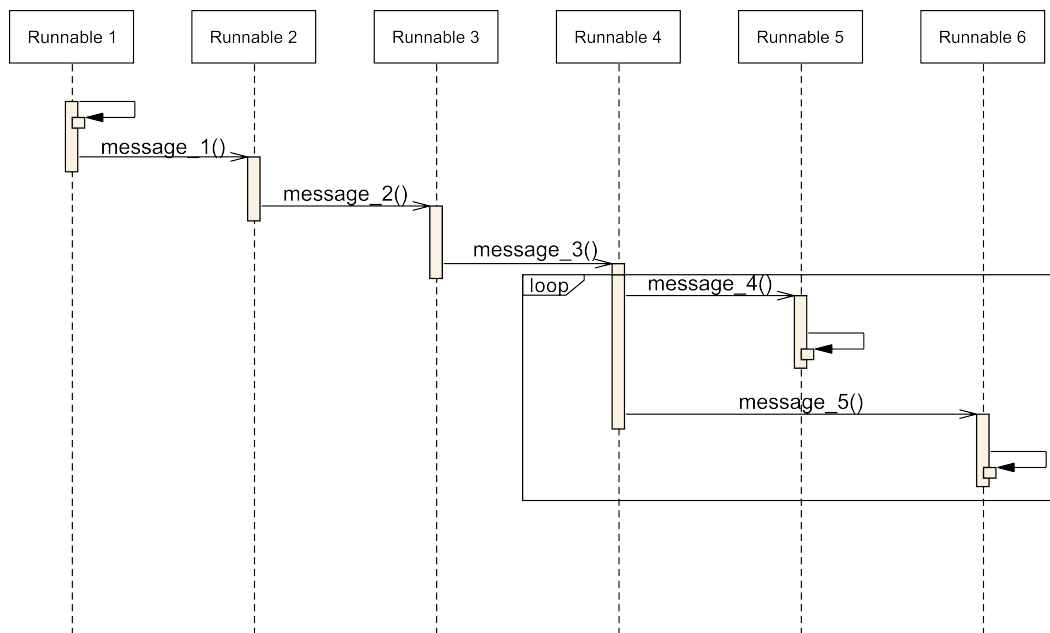 Runnable 1
Runnable 2
Runnable 3
Runnable 4
Runnable 5
Runnable 6
message_1()
message_2()
message_3()
loop
message_4()
message_5()